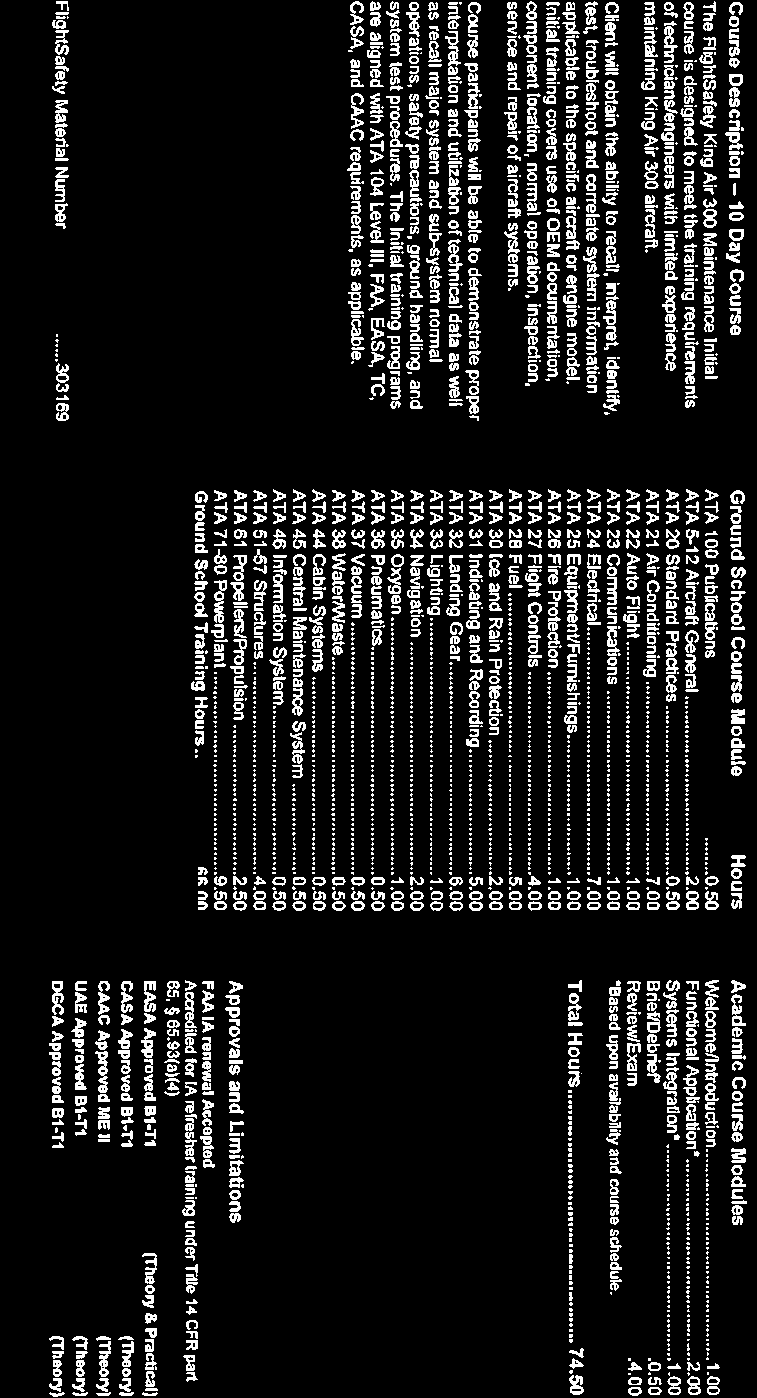 Course Description – 10 Day Course
The FlightSafety King Air 300 Maintenance Initial
course is designed to meet the training requirements
of technicians/engineers with limited experience
maintaining King Air 300 aircraft.
Client will obtain the ability to recall, interpret, identify,
test, troubleshoot and correlate system information
applicable to the specific aircraft or engine model.
Initial training covers use of OEM documentation,
component location, normal operation, inspection,
service and repair of aircraft systems.
Course participants will be able to demonstrate proper
interpretation and utilization of technical data as well
as recall major system and sub-system normal
operations, safety precautions, ground handling, and
system test procedures. The Initial training programs
are aligned with ATA 104 Level III, FAA, EASA, TC,
CASA, and CAAC requirements, as applicable.
FlightSafety Material Number .......303169
Ground School Course Module Hours
ATA 100 Publications .......0.50
ATA 5-12 Aircraft General.......2.00
ATA 20 Standard Practices.......0.50
ATA 21 Air Conditioning.......7.00
ATA 22 Auto Flight.......1.00
ATA 23 Communications.......1.00
ATA 24 Electrical.......7.00
ATA 25 Equipment/Furnishings.......1.00
ATA 26 Fire Protection.......1.00
ATA 27 Flight Controls.......4.00
ATA 28 Fuel.......5.00
ATA 30 Ice and Rain Protection.......2.00
ATA 31 Indicating and Recording.......5.00
ATA 32 Landing Gear.......6.00
ATA 33 Lighting.......1.00
ATA 34 Navigation.......2.00
ATA 35 Oxygen.......1.00
ATA 36 Pneumatics.......0.50
ATA 37 Vacuum.......0.50
ATA 38 Water/Waste.......0.50
ATA 44 Cabin Systems.......0.50
ATA 45 Central Maintenance System.......0.50
ATA 46 Information System.......0.50
ATA 51-57 Structures.......4.00
ATA 61 Propellers/Propulsion.......2.50
ATA 71-80 Powerplant.......9.50
Ground School Training Hours.. 66.00
Academic Course Modules
Welcome/Introduction.......1.00
Functional Application*.......2.00
Systems Integration*.......1.00
Brief/Debrief* .0.50
Review/Exam .4.00
*Based upon availability and course schedule.
Total Hours.......74.50
Approvals and Limitations
FAA IA renewal Accepted
Accredited for IA refresher training under Title 14 CFR part
65, § 65.93(a)(4)
EASA Approved B1-T1 (Theory & Practical)
CASA Approved B1-T1 (Theory)
CAAC Approved ME II (Theory)
UAE Approved B1-T1 (Theory)
DGCA Approved B1-T1 (Theory)